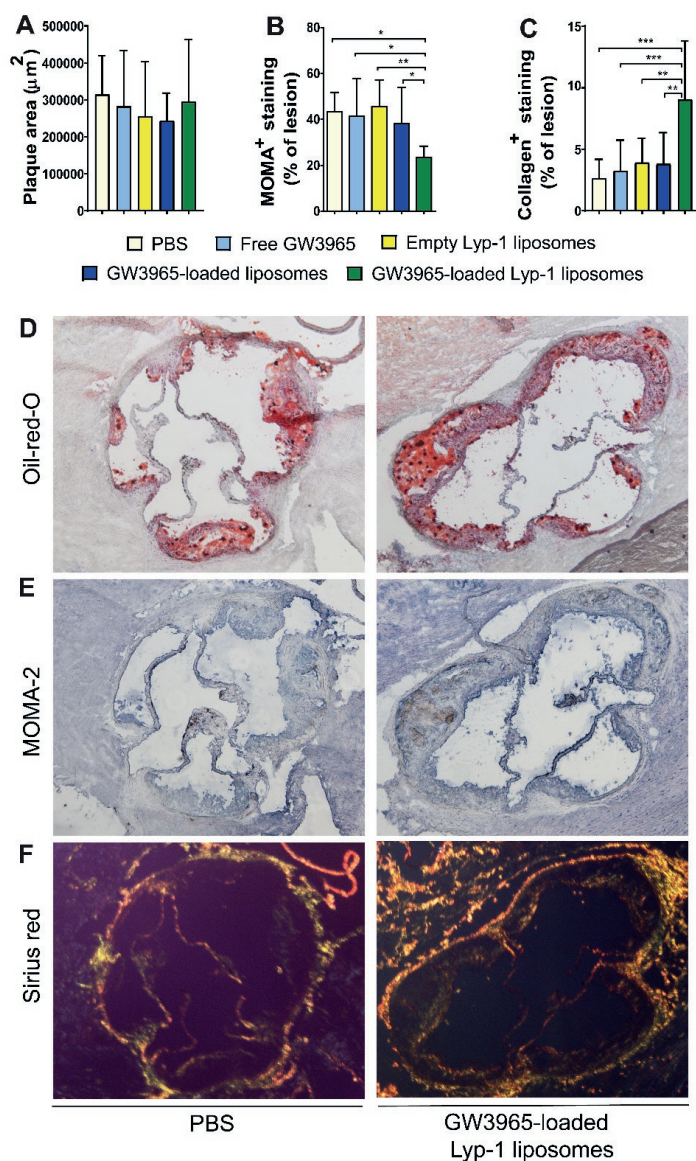 A
Plaque area (µm²)
500000
400000
300000
200000
100000
0
B
MOMA⁺ staining
(% of lesion)
80
60
40
20
0
*
*
**
*
C
Collagen⁺ staining
(% of lesion)
15
10
5
0
***
***
**
**
PBS
Free GW3965
Empty Lyp-1 liposomes
GW3965-loaded liposomes
GW3965-loaded Lyp-1 liposomes
D
Oil-red-O
E
MOMA-2
F
Sirius red
PBS
GW3965-loaded
Lyp-1 liposomes